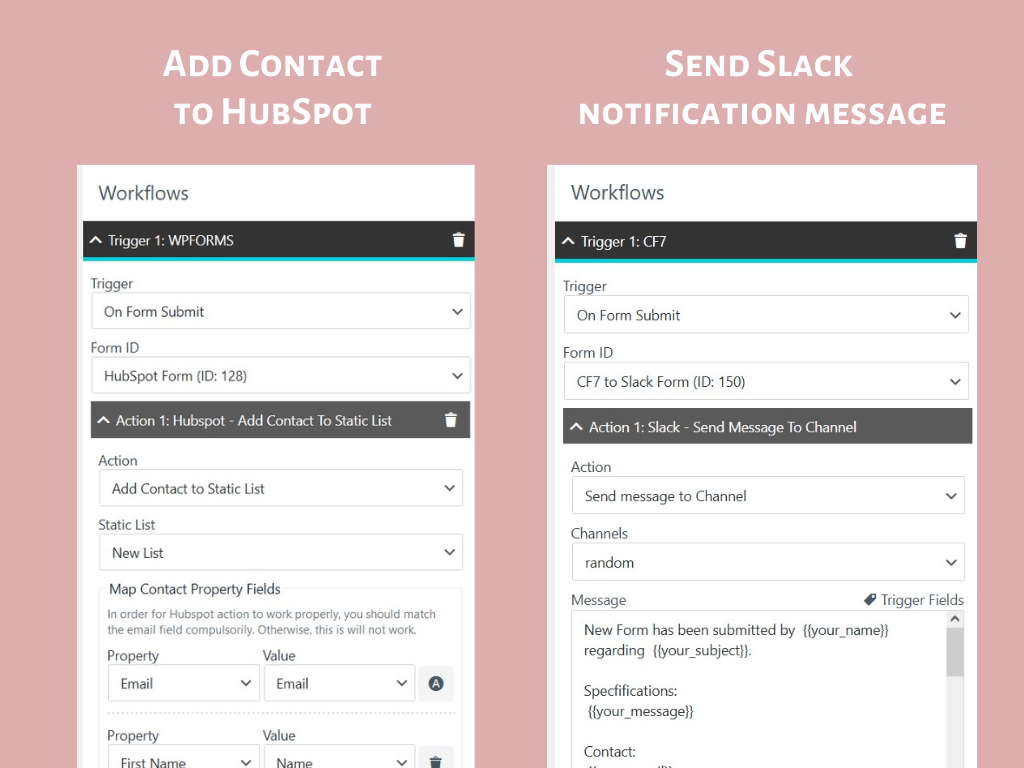 Add Contact
to HubSpot
Workflows
Trigger 1: WPFORMS
Trigger
On Form Submit
Form ID
HubSpot Form (ID: 128)
Action 1: Hubspot - Add Contact To Static List
Action
Add Contact to Static List
Static List
New List
Map Contact Property Fields
In order for Hubspot action to work properly, you should match
the email field compulsorily. Otherwise, this is will not work.
Property Value
Email Email A
Property Value
First Name Name
Send Slack
notification message
Workflows
Trigger 1: CF7
Trigger
On Form Submit
Form ID
CF7 to Slack Form (ID: 150)
Action 1: Slack - Send Message To Channel
Action
Send message to Channel
Channels
random
Message Trigger Fields
New Form has been submitted by {{your_name}}
regarding {{your_subject}}.
Specfifications:
{{your_message}}
Contact: